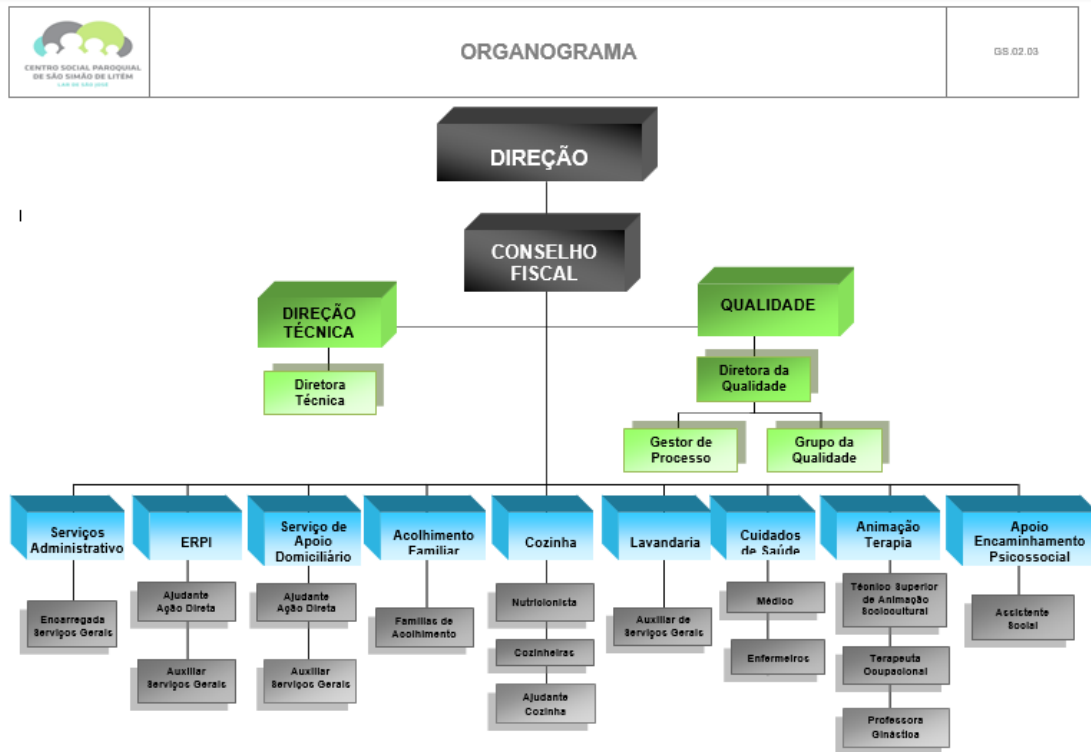 CENTRO SOCIAL PAROQUIAL
DE SÃO SIMÃO DE LITÉM
LAR DE SÃO JOSÉ
ORGANOGRAMA
GS.02.03
DIREÇÃO
CONSELHO
FISCAL
DIREÇÃO
TÉCNICA
QUALIDADE
Diretora
Técnica
Diretora da
Qualidade
Gestor de
Processo
Grupo da
Qualidade
Serviços
Administrativo
ERPI
Serviço de
Apoio
Domiciliário
Acolhimento
Familiar
Cozinha
Lavandaria
Cuidados
de Saúde
Animação
Terapia
Apoio
Encaminhamento
Psicossocial
Encarregada
Serviços Gerais
Ajudante
Ação Direta
Auxiliar
Serviços Gerais
Ajudante
Ação Direta
Auxiliar
Serviços Gerais
Famílias de
Acolhimento
Nutricionista
Cozinheiras
Ajudante
Cozinha
Auxiliar de
Serviços Gerais
Médico
Enfermeiros
Técnico Superior
de Animação
Sociocultural
Terapeuta
Ocupacional
Professora
Ginástica
Assistente
Social